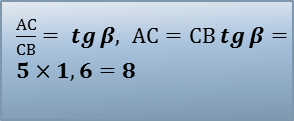 AC/CB = tg β, AC = CB tg β =
5 × 1,6 = 8